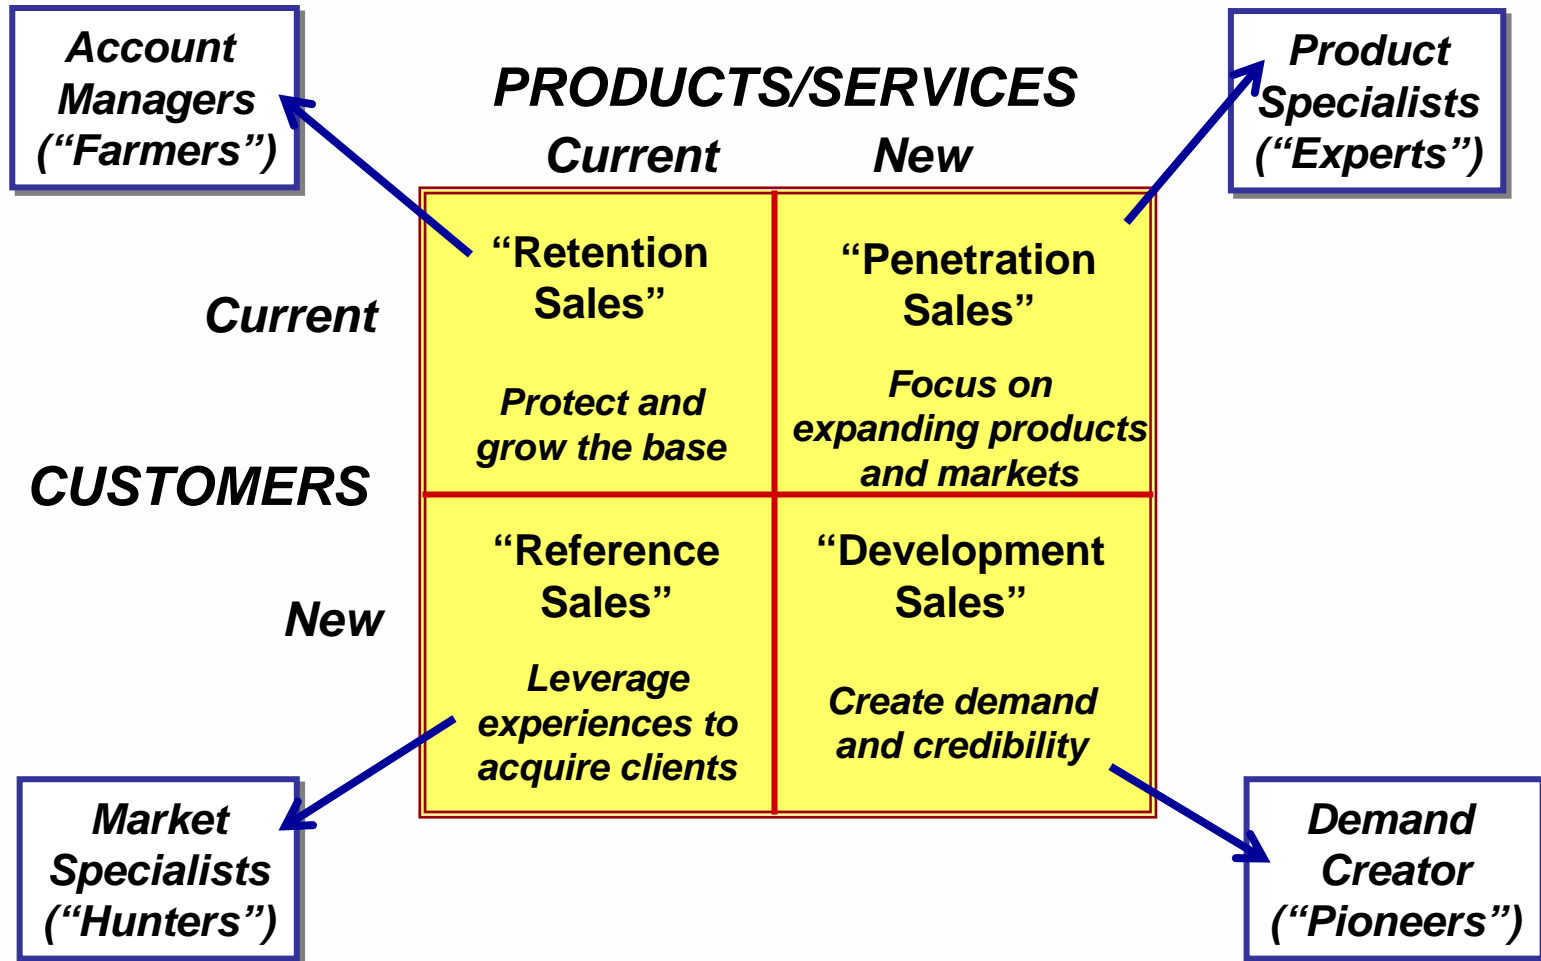 Account
Managers
(“Farmers”)
PRODUCTS/SERVICES
Current New
Product
Specialists
(“Experts”)
Current
“Retention
Sales”
Protect and
grow the base
“Penetration
Sales”
Focus on
expanding products
and markets
CUSTOMERS
New
“Reference
Sales”
Leverage
experiences to
acquire clients
“Development
Sales”
Create demand
and credibility
Market
Specialists
(“Hunters”)
Demand
Creator
(“Pioneers”)